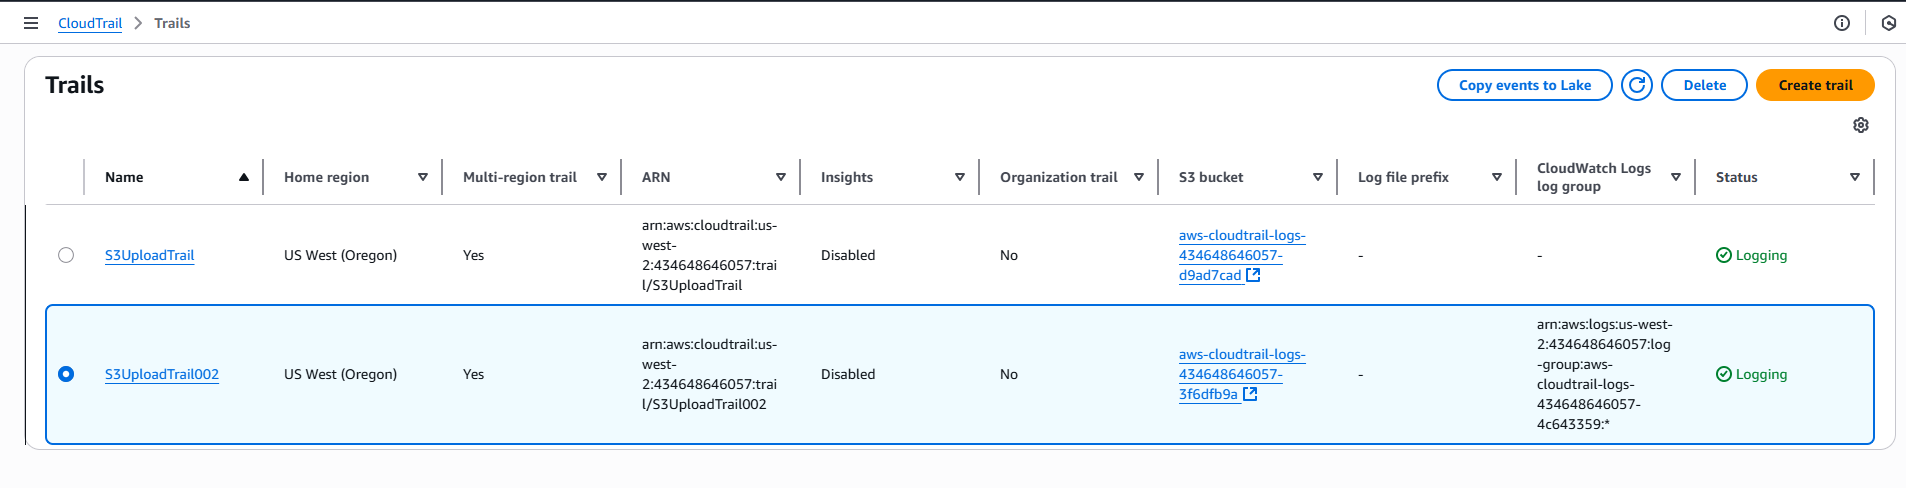 CloudTrail > Trails
Trails
Copy events to Lake
Delete
Create trail
Name
Home region
Multi-region trail
ARN
Insights
Organization trail
S3 bucket
Log file prefix
CloudWatch Logs
log group
Status
S3UploadTrail
US West (Oregon)
Yes
arn:aws:cloudtrail:us-
west-
2:434648646057:trai
l/S3UploadTrail
Disabled
No
aws-cloudtrail-logs-
434648646057-
d9ad7cad
-
-
Logging
S3UploadTrail002
US West (Oregon)
Yes
arn:aws:cloudtrail:us-
west-
2:434648646057:trai
l/S3UploadTrail002
Disabled
No
aws-cloudtrail-logs-
434648646057-
3f6dfb9a
-
arn:aws:logs:us-west-
2:434648646057:log
-group:aws-
cloudtrail-logs-
434648646057-
4c643359:*
Logging